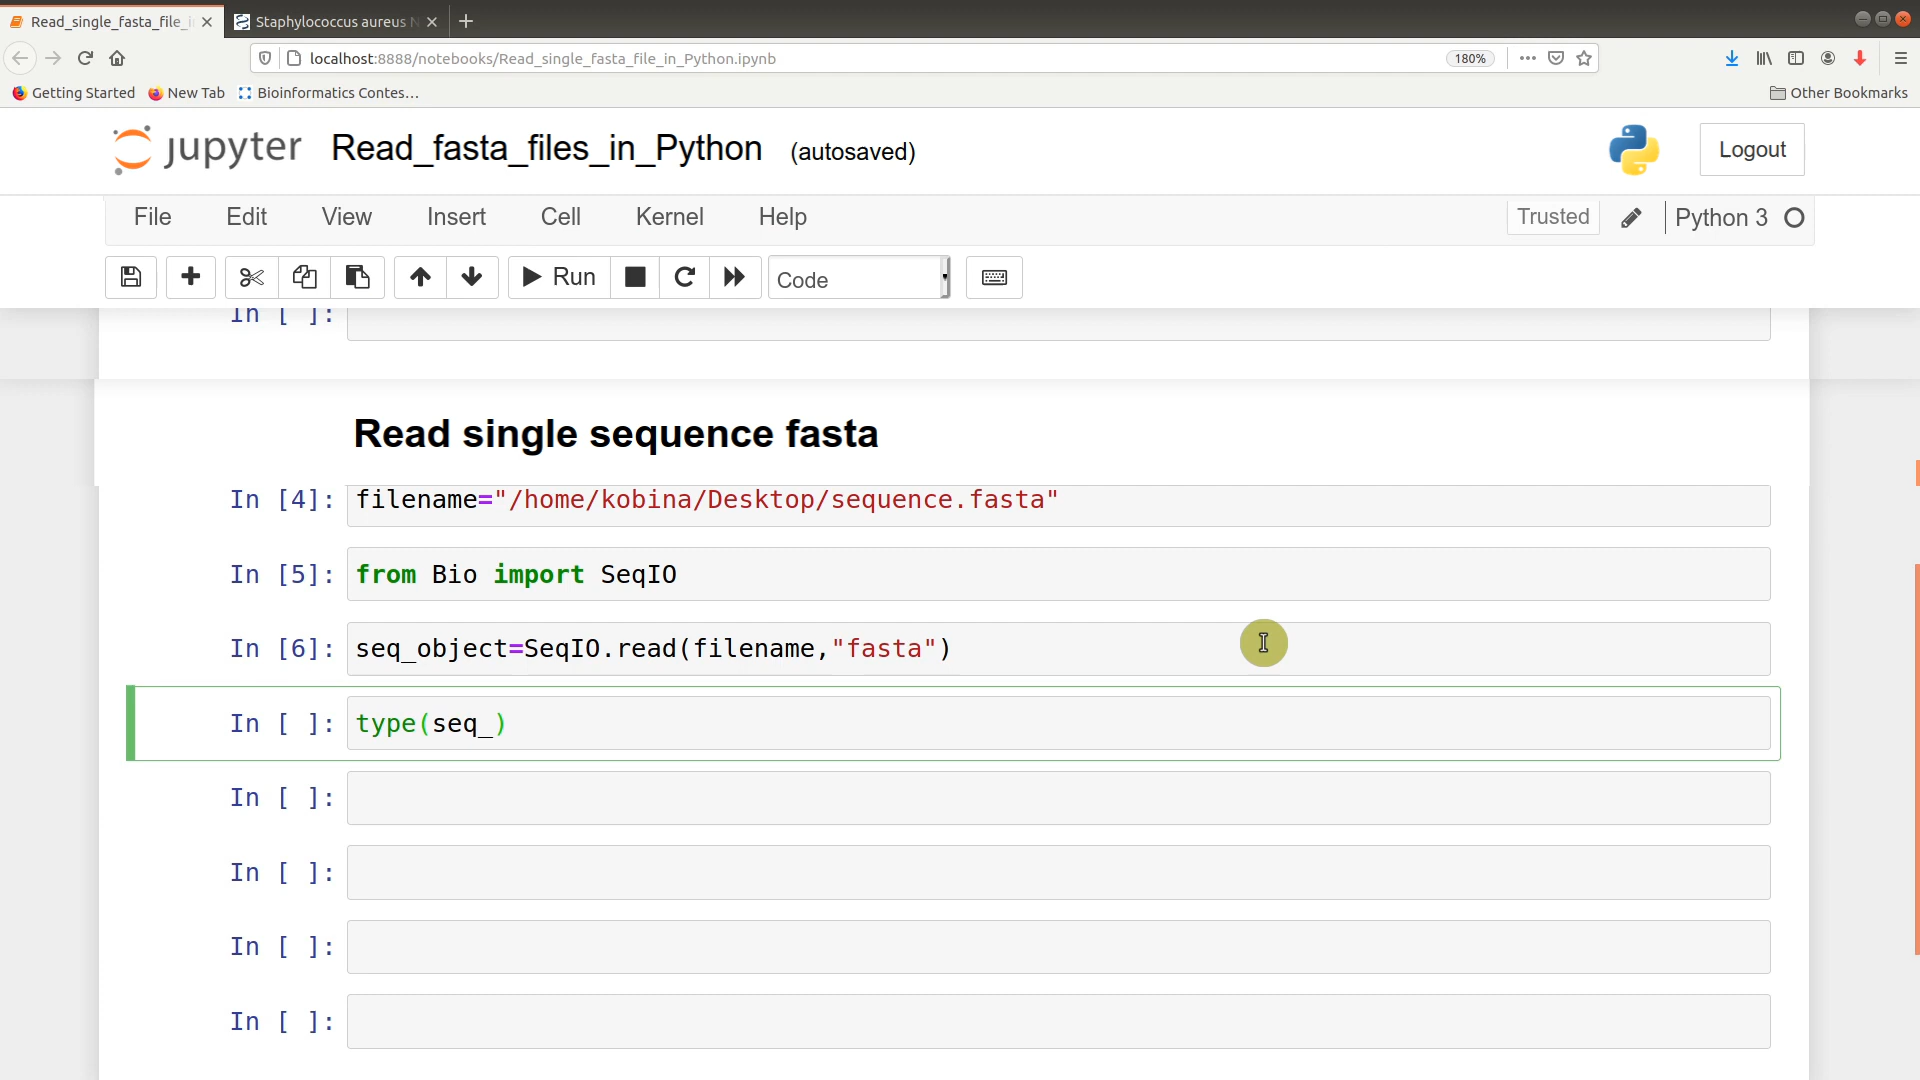 Read_single_fasta_file_i
Staphylococcus aureus N
localhost:8888/notebooks/Read_single_fasta_file_in_Python.ipynb
180%
Getting Started
New Tab
Bioinformatics Contes…
Other Bookmarks
jupyter
Read_fasta_files_in_Python
(autosaved)
Logout
File
Edit
View
Insert
Cell
Kernel
Help
Trusted
Python 3
Run
Code
In [ ]:
Read single sequence fasta
In [4]: filename="/home/kobina/Desktop/sequence.fasta"
In [5]: from Bio import SeqIO
In [6]: seq_object=SeqIO.read(filename,"fasta")
In [ ]: type(seq_)
In [ ]:
In [ ]:
In [ ]:
In [ ]: